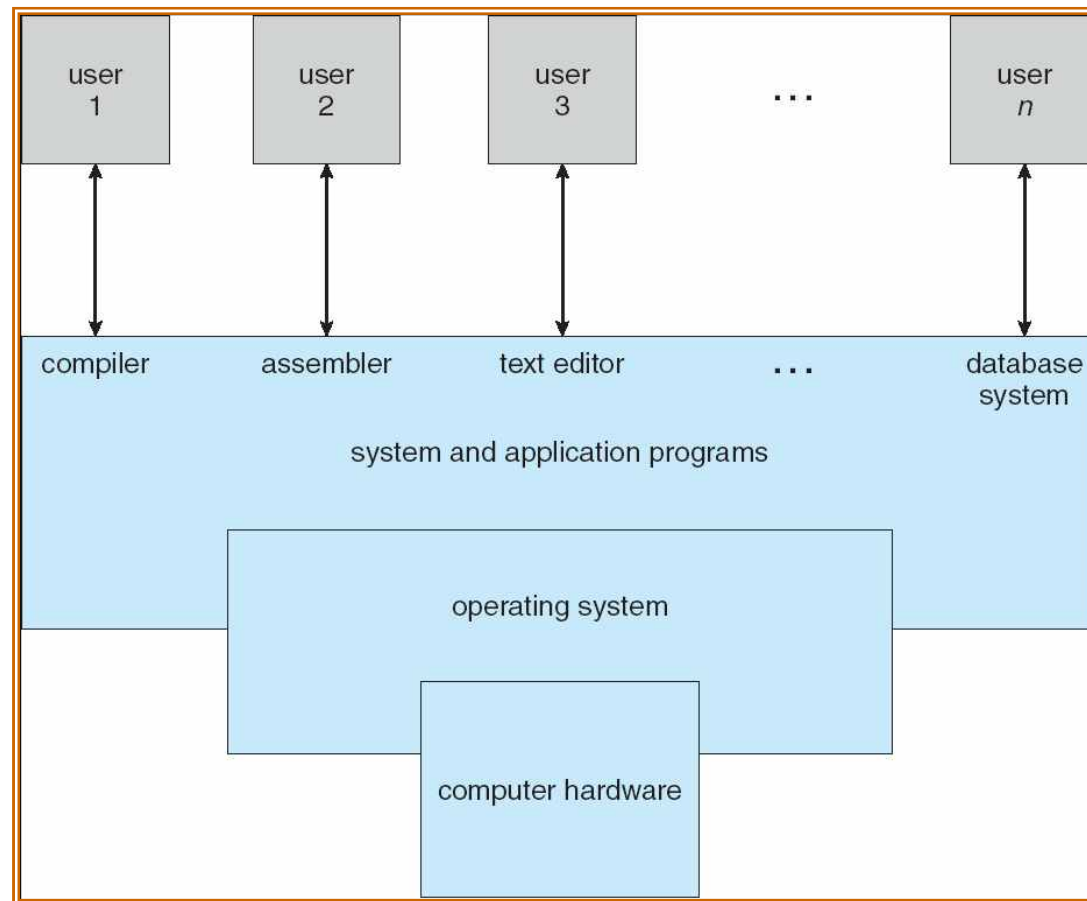 user
1
user
2
user
3
...
user
n
compiler
assembler
text editor
...
database
system
system and application programs
operating system
computer hardware